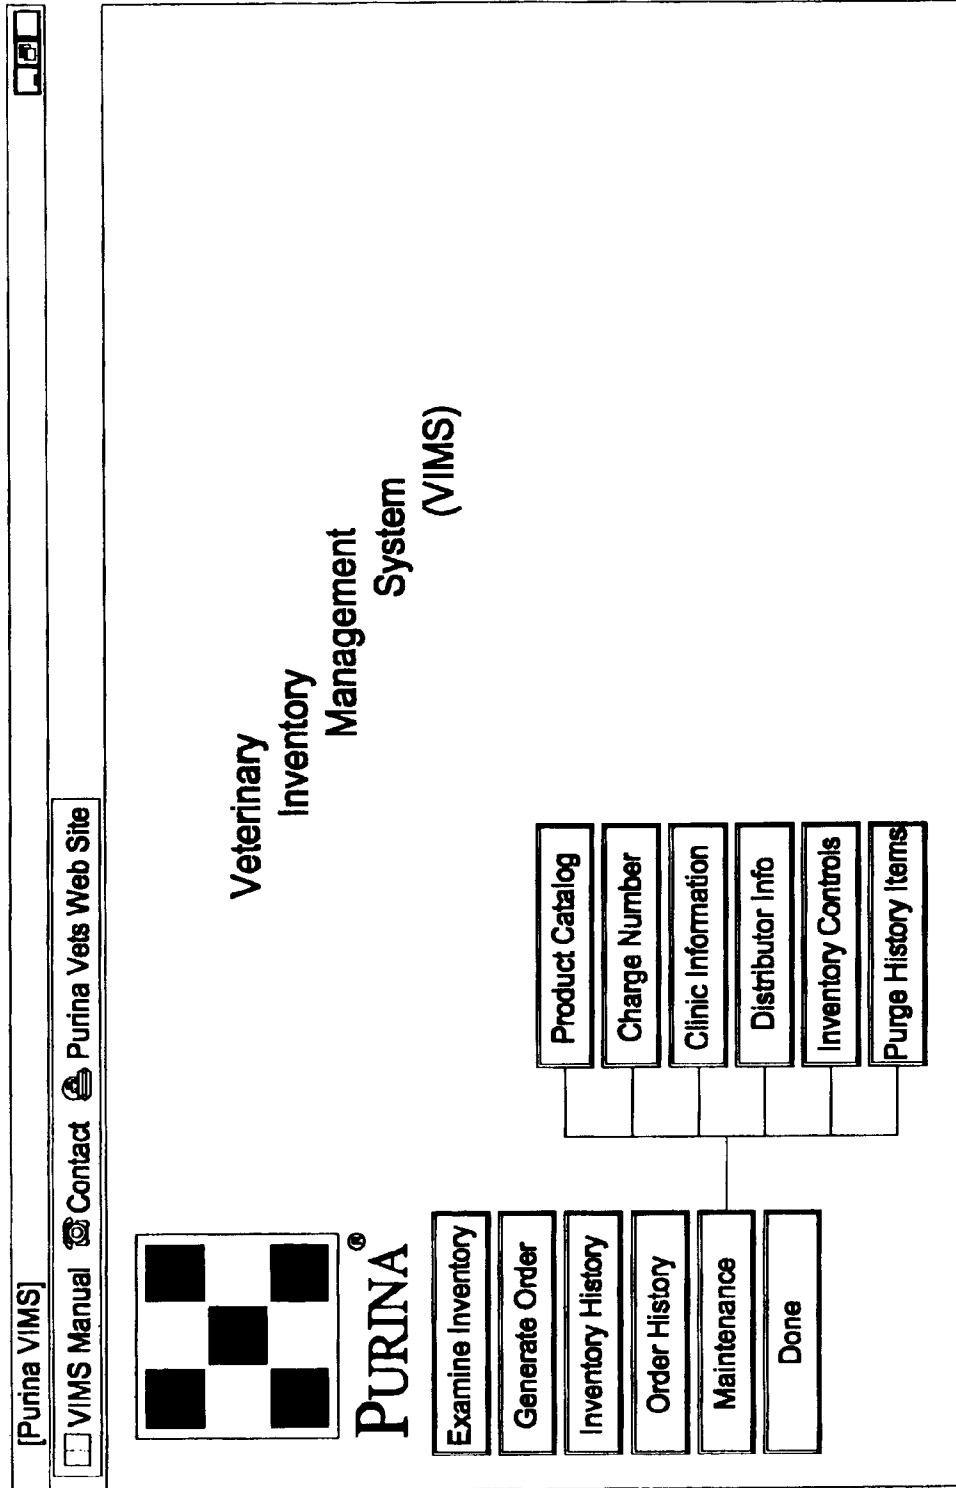 [Purina VIMS]
VIMS Manual Contact Purina Vets Web Site
PURINA®
Veterinary
Inventory
Management
System
(VIMS)
Examine Inventory
Generate Order
Inventory History
Order History
Maintenance
Done
Product Catalog
Charge Number
Clinic Information
Distributor Info
Inventory Controls
Purge History Items